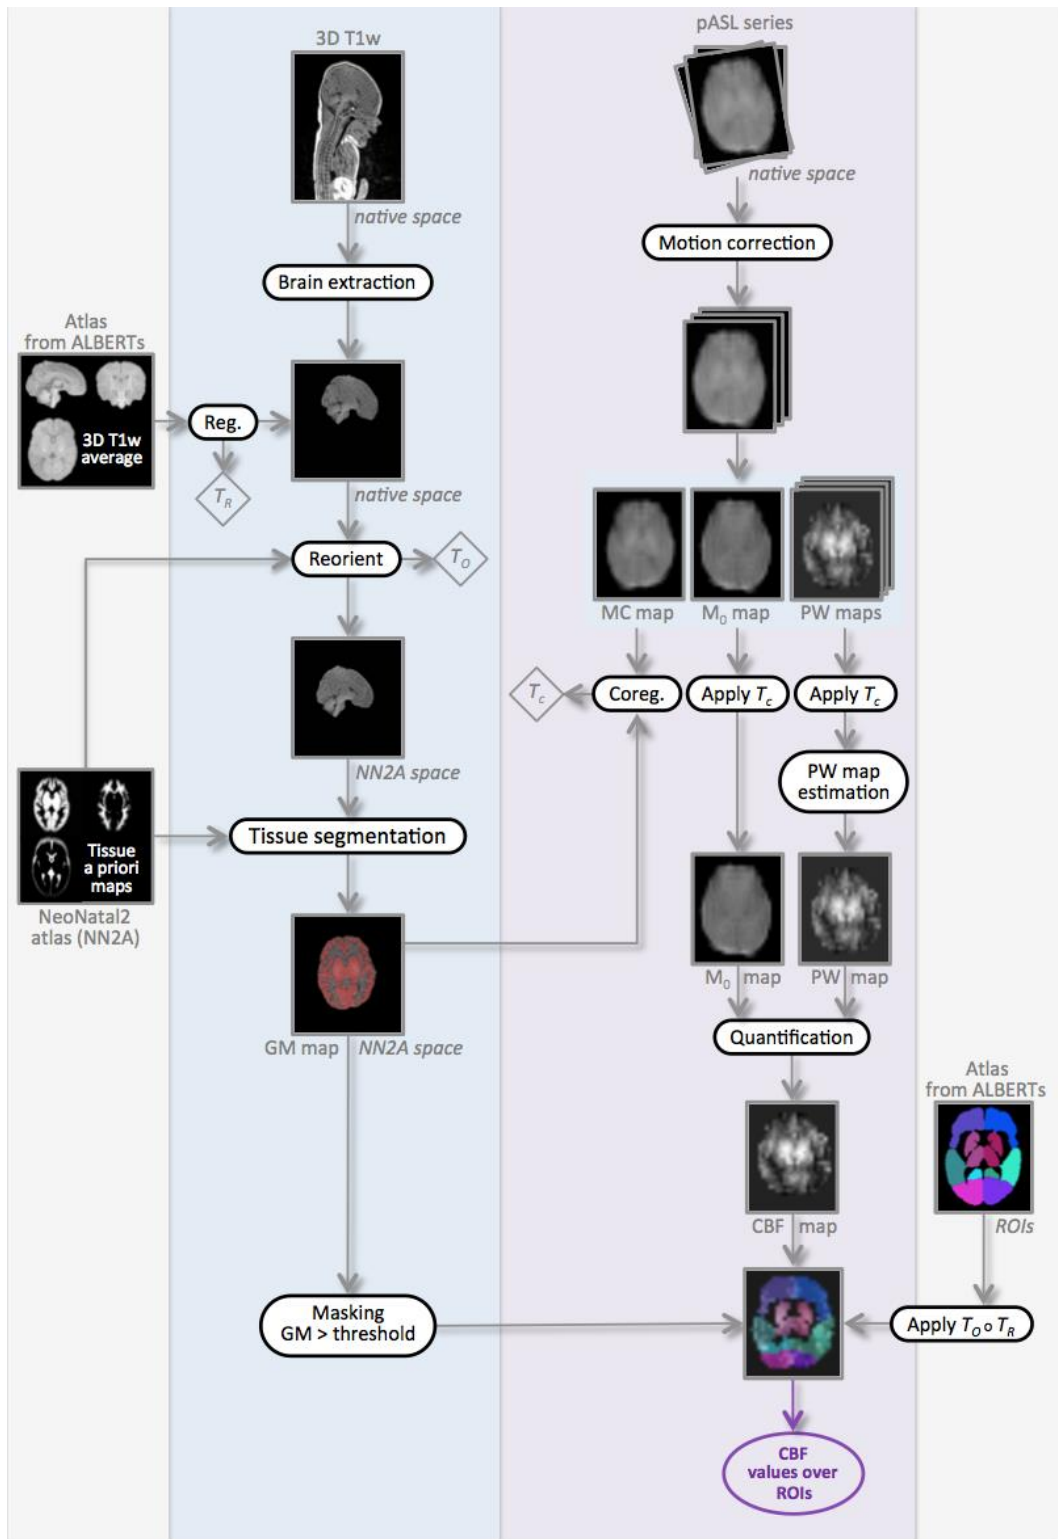 3D T1w
pASL series
native space
native space
Motion correction
Brain extraction
Atlas
from ALBERTs
3D T1w
average
Reg.
T_R
native space
Reorient
T_O
MC map
M₀ map
PW maps
T_c
Coreg.
Apply T_c
Apply T_c
NN2A space
PW map
estimation
Tissue
a priori
maps
Tissue segmentation
NeoNatal2
atlas (NN2A)
M₀ map
PW map
GM map
NN2A space
Quantification
Atlas
from ALBERTs
CBF map
ROIs
Masking
GM > threshold
Apply T_O o T_R
CBF
values over
ROIs